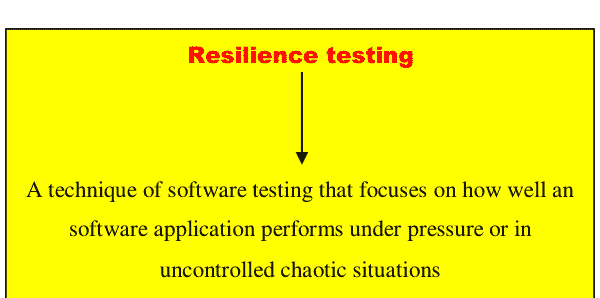 Resilience testing
A technique of software testing that focuses on how well an
software application performs under pressure or in
uncontrolled chaotic situations